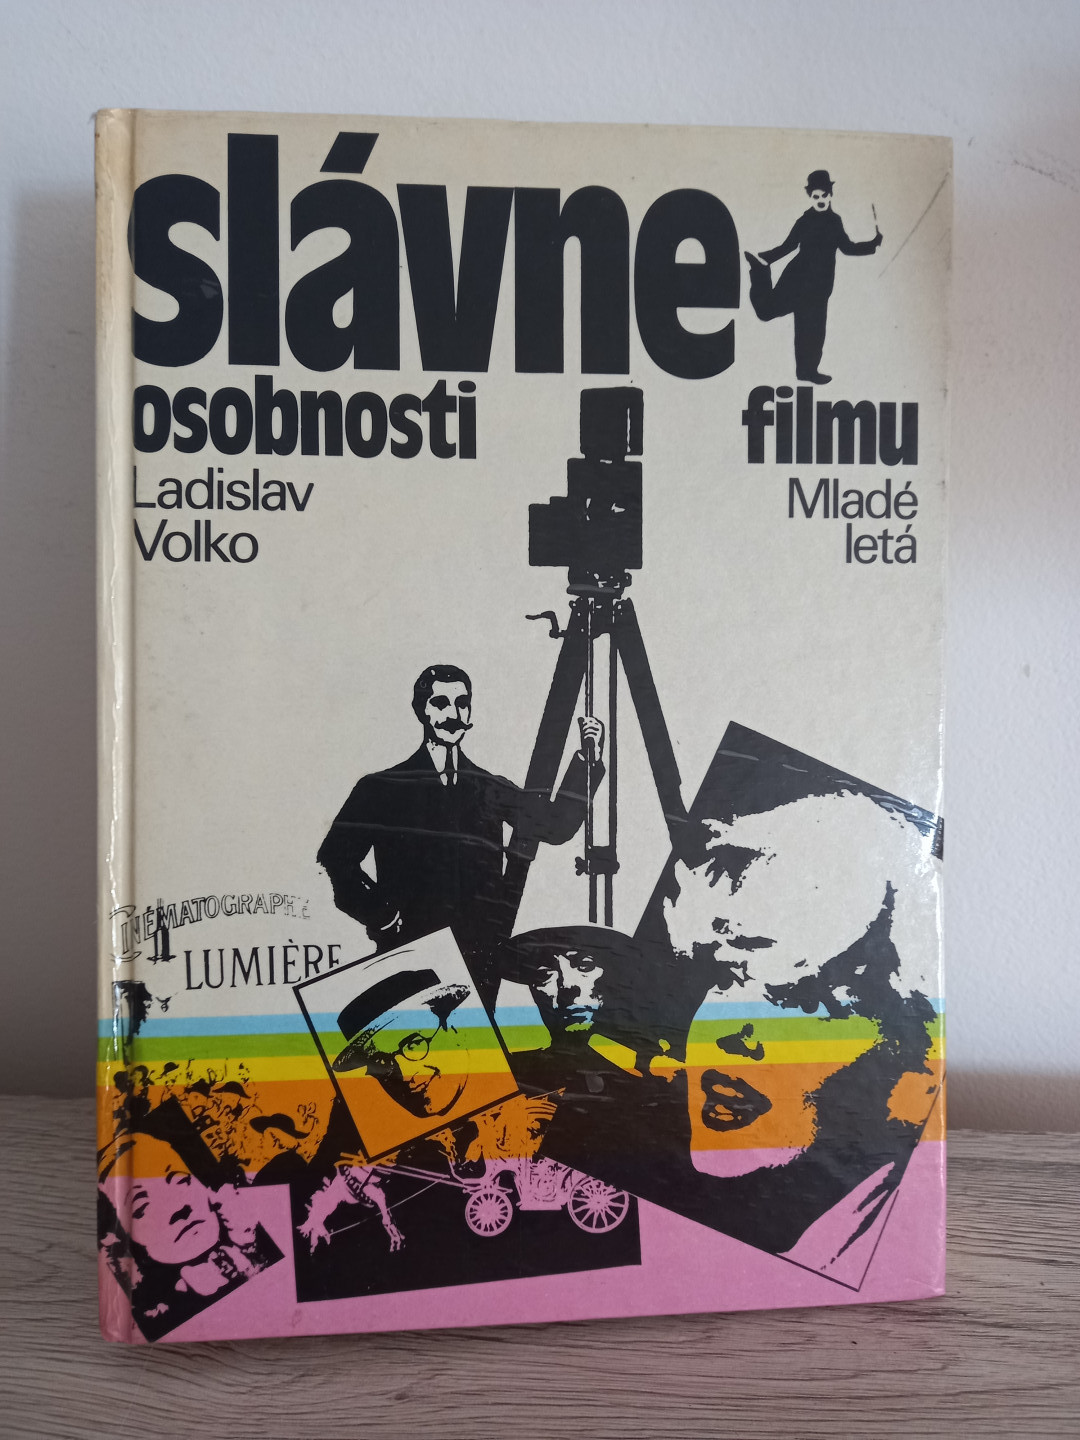 slávne
osobnosti
filmu
Ladislav
Volko
Mladé
letá
CINÉMATOGRAPHE
LUMIÈRE